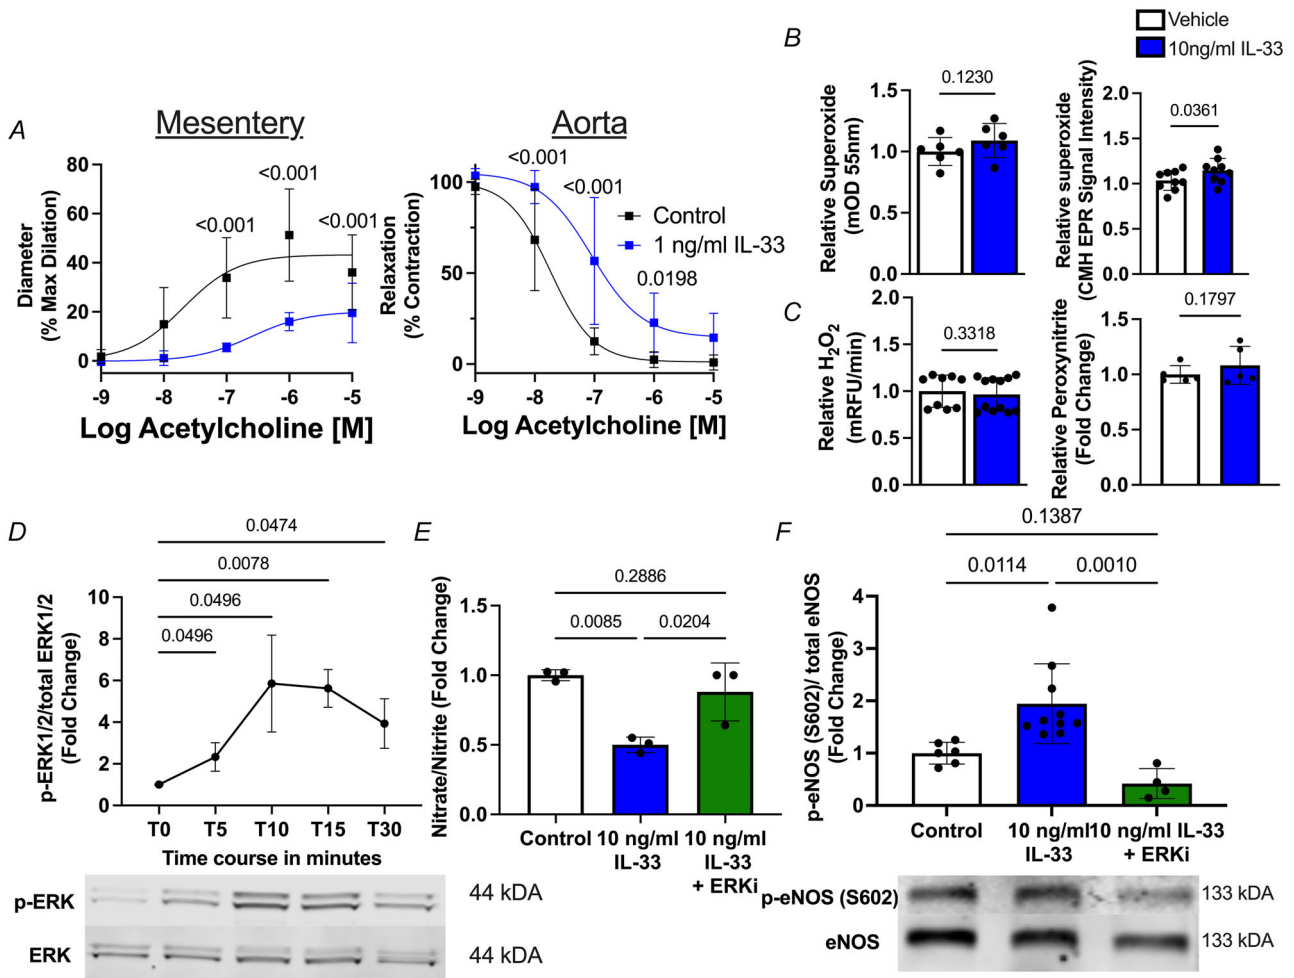 A
Mesentery
Diameter
(% Max Dilation)
80
60
40
20
0
<0.001
<0.001
<0.001
-9
-8
-7
-6
-5
Log Acetylcholine [M]
Aorta
Relaxation
(% Contraction)
100
50
0
<0.001
<0.001
0.0198
Control
1 ng/ml IL-33
-9
-8
-7
-6
-5
Log Acetylcholine [M]
Vehicle
10ng/ml IL-33
B
Relative Superoxide
(mOD 55nm)
1.5
1.0
0.5
0.0
0.1230
Relative superoxide
(CMH EPR Signal Intensity)
2.0
1.5
1.0
0.5
0.0
0.0361
C
Relative H2O2
(mRFU/min)
2.0
1.5
1.0
0.5
0.0
0.3318
Relative Peroxynitrite
(Fold Change)
1.5
1.0
0.5
0.0
0.1797
D
0.0474
0.0078
0.0496
0.0496
p-ERK1/2/total ERK1/2
(Fold Change)
10
8
6
4
2
0
T0
T5
T10
T15
T30
Time course in minutes
p-ERK
44 kDA
ERK
44 kDA
E
Nitrate/Nitrite (Fold Change)
1.5
1.0
0.5
0.0
0.2886
0.0085
0.0204
Control
10 ng/ml
IL-33
10 ng/ml
IL-33
+ ERKi
F
0.1387
0.0114
0.0010
p-eNOS (S602)/ total eNOS
(Fold Change)
4
3
2
1
0
Control
10 ng/ml
IL-33
10 ng/ml IL-33
+ ERKi
p-eNOS (S602)
133 kDA
eNOS
133 kDA